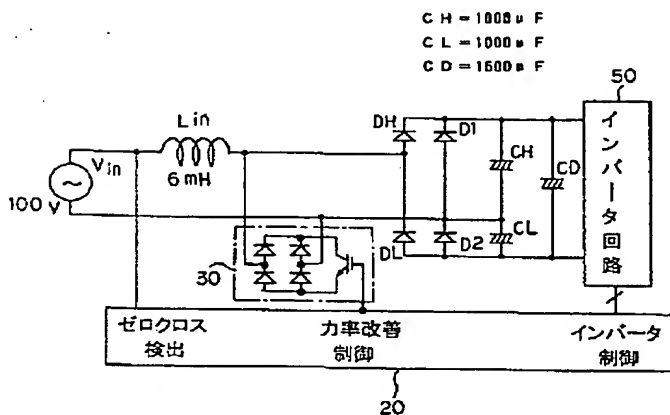 CH=1000μF
CL=1000μF
CD=1600μF
50
インバータ回路
Lin
6mH
Vin
100V
DH
D1
CH
CD
DL
D2
CL
30
ゼロクロス
検出
力率改善
制御
インバータ
制御
20